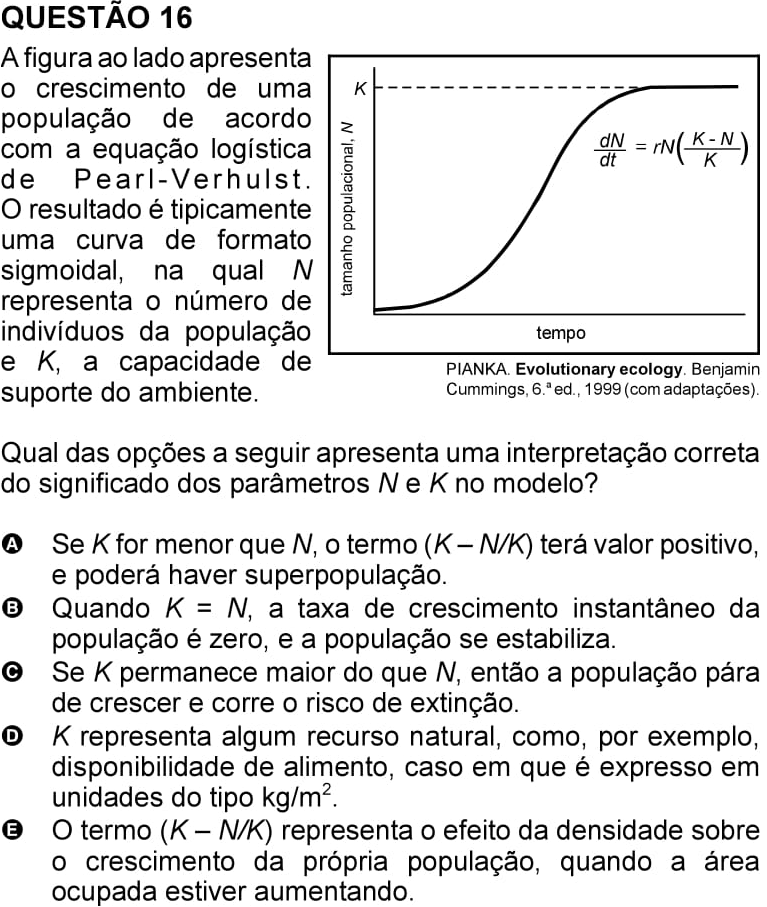 QUESTÃO 16
A figura ao lado apresenta
o crescimento de uma
população de acordo
com a equação logística
de Pearl-Verhulst.
O resultado é tipicamente
uma curva de formato
sigmoidal, na qual N
representa o número de
indivíduos da população
e K, a capacidade de
suporte do ambiente.
K
tamanho populacional, N
dN/dt = rN(K - N/K)
tempo
PIANKA. Evolutionary ecology. Benjamin
Cummings, 6.ª ed., 1999 (com adaptações).
Qual das opções a seguir apresenta uma interpretação correta
do significado dos parâmetros N e K no modelo?
A Se K for menor que N, o termo (K – N/K) terá valor positivo,
e poderá haver superpopulação.
B Quando K = N, a taxa de crescimento instantâneo da
população é zero, e a população se estabiliza.
C Se K permanece maior do que N, então a população pára
de crescer e corre o risco de extinção.
D K representa algum recurso natural, como, por exemplo,
disponibilidade de alimento, caso em que é expresso em
unidades do tipo kg/m².
E O termo (K – N/K) representa o efeito da densidade sobre
o crescimento da própria população, quando a área
ocupada estiver aumentando.